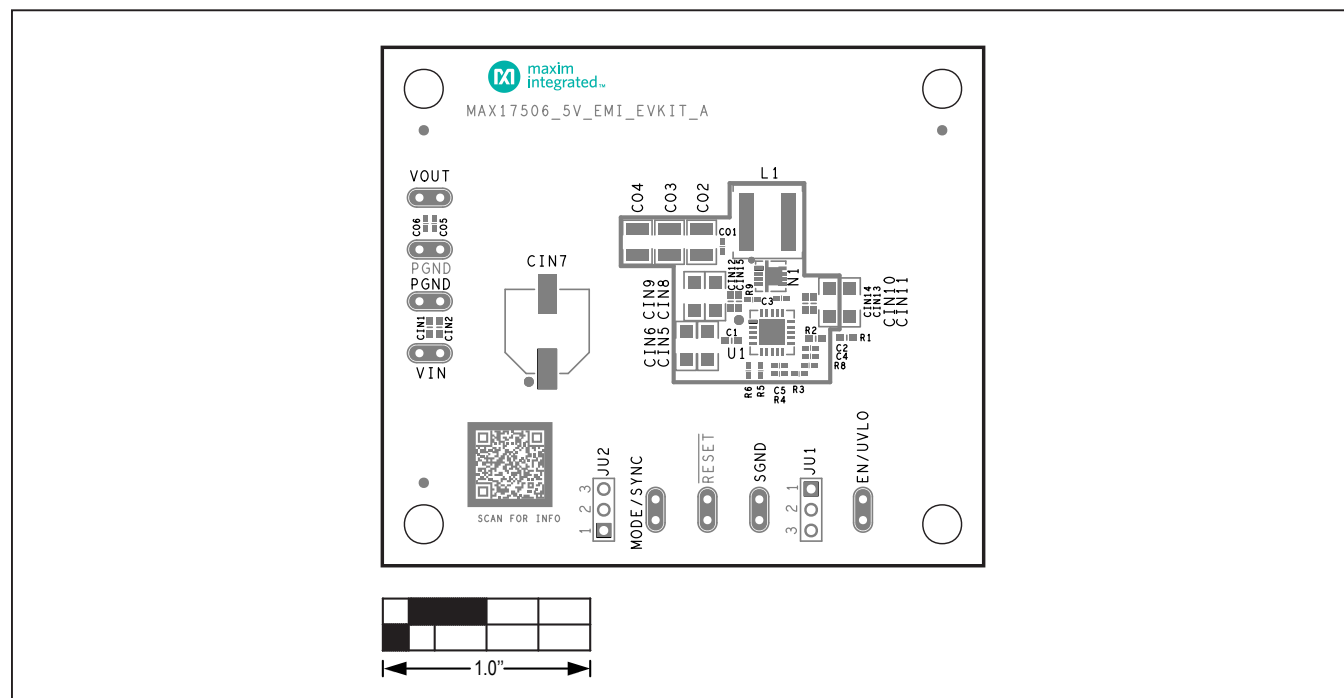 maxim
integrated™
MAX17506_5V_EMI_EVKIT_A
VOUT
CO6
CO5
PGND
PGND
CIN1
CIN2
VIN
CIN7
CO4
CO3
CO2
CO1
L1
CIN12
CIN15
N1
CIN9
CIN8
R9
C3
CIN14
CIN13
CIN10
CIN11
CIN6
CIN5
C1
U1
R2
R1
C2
C4
R8
R6
R5
C5
R4
R3
SCAN FOR INFO
JU2
1 2 3
MODE/SYNC
RESET
SGND
JU1
1
2
3
EN/UVLO
1.0”